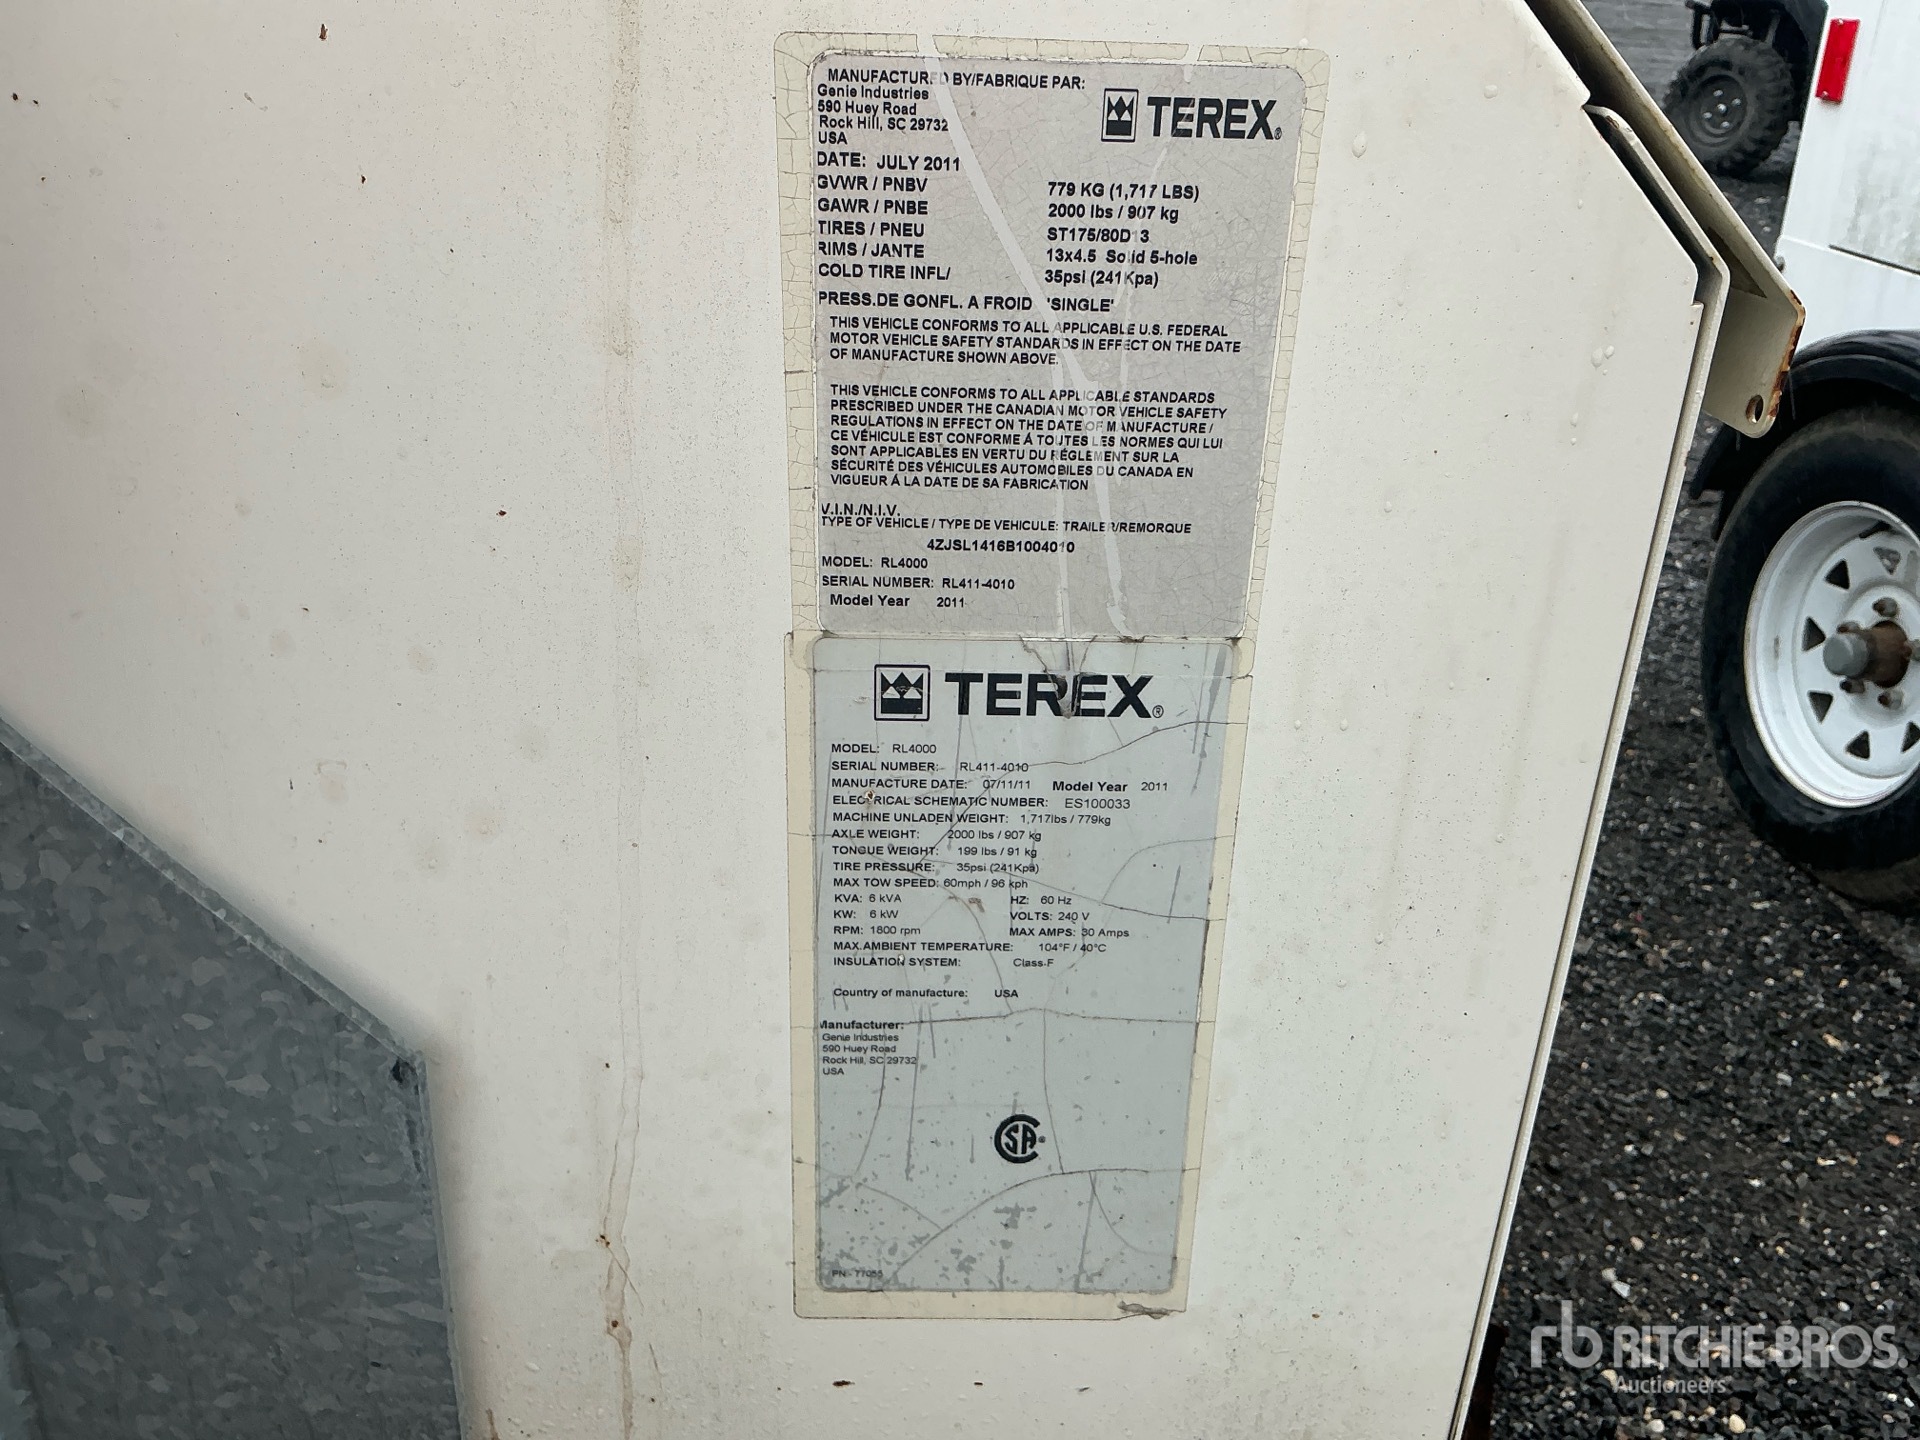 MANUFACTURED BY/FABRIQUE PAR:
Genie Industries
590 Huey Road
Rock Hill, SC 29732
USA
TEREX®
DATE: JULY 2011
GVWR / PNBV 779 KG (1,717 LBS)
GAWR / PNBE 2000 lbs / 907 kg
TIRES / PNEU ST175/80D13
RIMS / JANTE 13x4.5 Solid 5-hole
COLD TIRE INFL/ 35psi (241Kpa)
PRESS.DE GONFL. A FROID 'SINGLE'
THIS VEHICLE CONFORMS TO ALL APPLICABLE U.S. FEDERAL
MOTOR VEHICLE SAFETY STANDARDS IN EFFECT ON THE DATE
OF MANUFACTURE SHOWN ABOVE.
THIS VEHICLE CONFORMS TO ALL APPLICABLE STANDARDS
PRESCRIBED UNDER THE CANADIAN MOTOR VEHICLE SAFETY
REGULATIONS IN EFFECT ON THE DATE OF MANUFACTURE /
CE VÉHICULE EST CONFORME Á TOUTES LES NORMES QUI LUI
SONT APPLICABLES EN VERTU DU RÉGLEMENT SUR LA
SÉCURITÉ DES VÉHICULES AUTOMOBILES DU CANADA EN
VIGUEUR Á LA DATE DE SA FABRICATION
V.I.N./N.I.V.
TYPE OF VEHICLE / TYPE DE VEHICULE: TRAILER/REMORQUE
4ZJSL1416B1004010
MODEL: RL4000
SERIAL NUMBER: RL411-4010
Model Year 2011
TEREX®
MODEL: RL4000
SERIAL NUMBER: RL411-4010
MANUFACTURE DATE: 07/11/11 Model Year 2011
ELECTRICAL SCHEMATIC NUMBER: ES100033
MACHINE UNLADEN WEIGHT: 1,717lbs / 779kg
AXLE WEIGHT: 2000 lbs / 907 kg
TONGUE WEIGHT: 199 lbs / 91 kg
TIRE PRESSURE: 35psi (241Kpa)
MAX TOW SPEED: 60mph / 96 kph
KVA: 6 kVA HZ: 60 Hz
KW: 6 kW VOLTS: 240 V
RPM: 1800 rpm MAX AMPS: 30 Amps
MAX.AMBIENT TEMPERATURE: 104°F / 40°C
INSULATION SYSTEM: Class-F
Country of manufacture: USA
Manufacturer:
Genie Industries
590 Huey Road
Rock Hill, SC 29732
USA
CSA®
PN - 77055
rb RITCHIE BROS.
Auctioneers